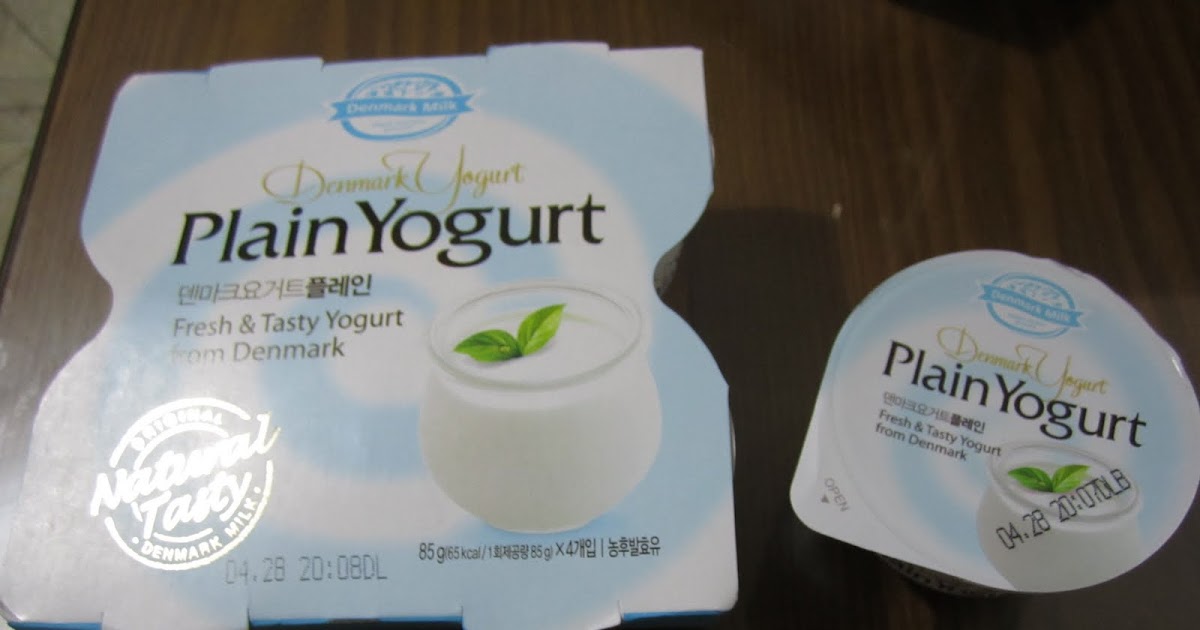 Denmark Milk
Denmark Yogurt
Plain Yogurt
덴마크요거트플레인
Fresh & Tasty Yogurt
from Denmark
ORIGINAL
Natural
Tasty
DENMARK MILK
04.28 20:08DL
85g(65 kcal / 1회제공량 85g) X 4개입 | 농후발효유
Denmark Milk
Denmark Yogurt
Plain Yogurt
덴마크요거트플레인
Fresh & Tasty Yogurt
from Denmark
OPEN
04.28 20:07DLB